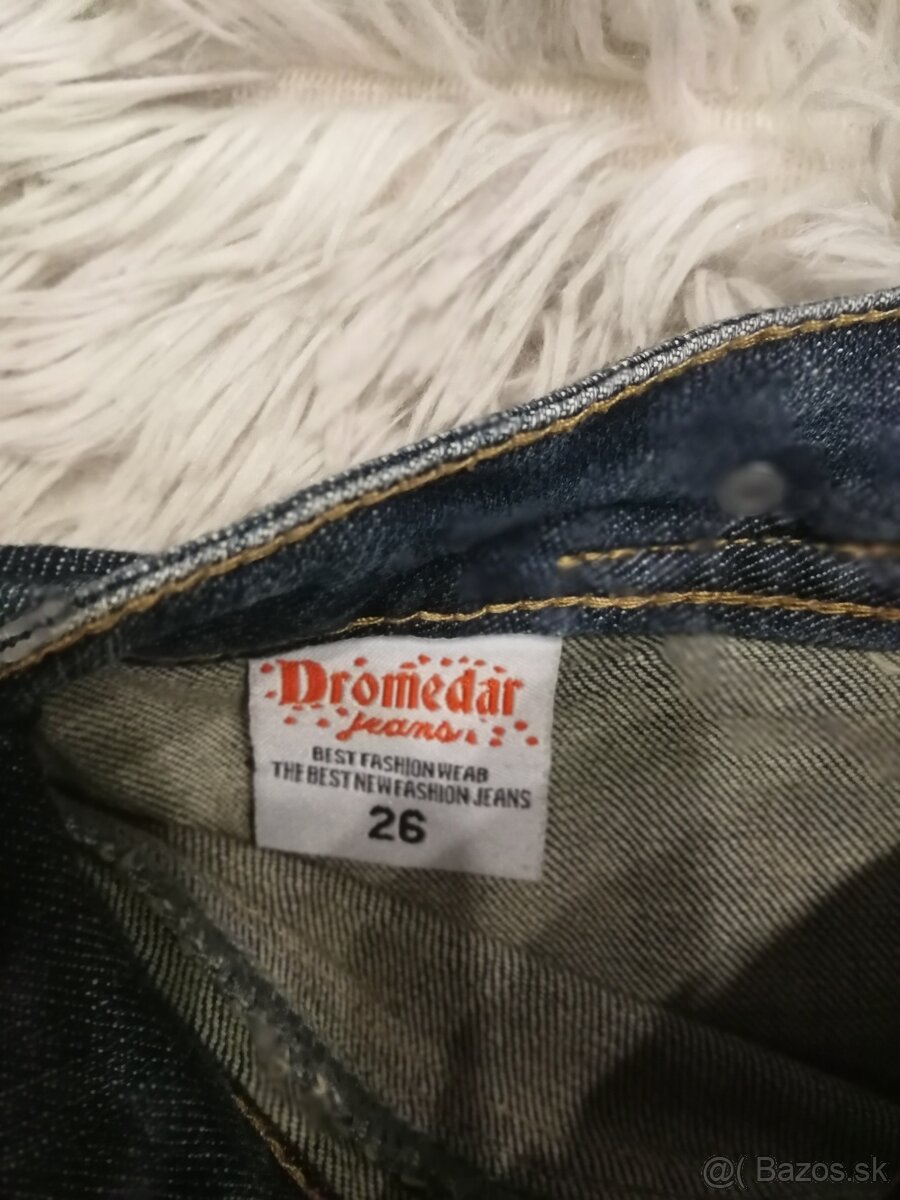 Dromedar
jeans
BEST FASHION WEAB
THE BEST NEW FASHION JEANS
26
@( Bazos.sk